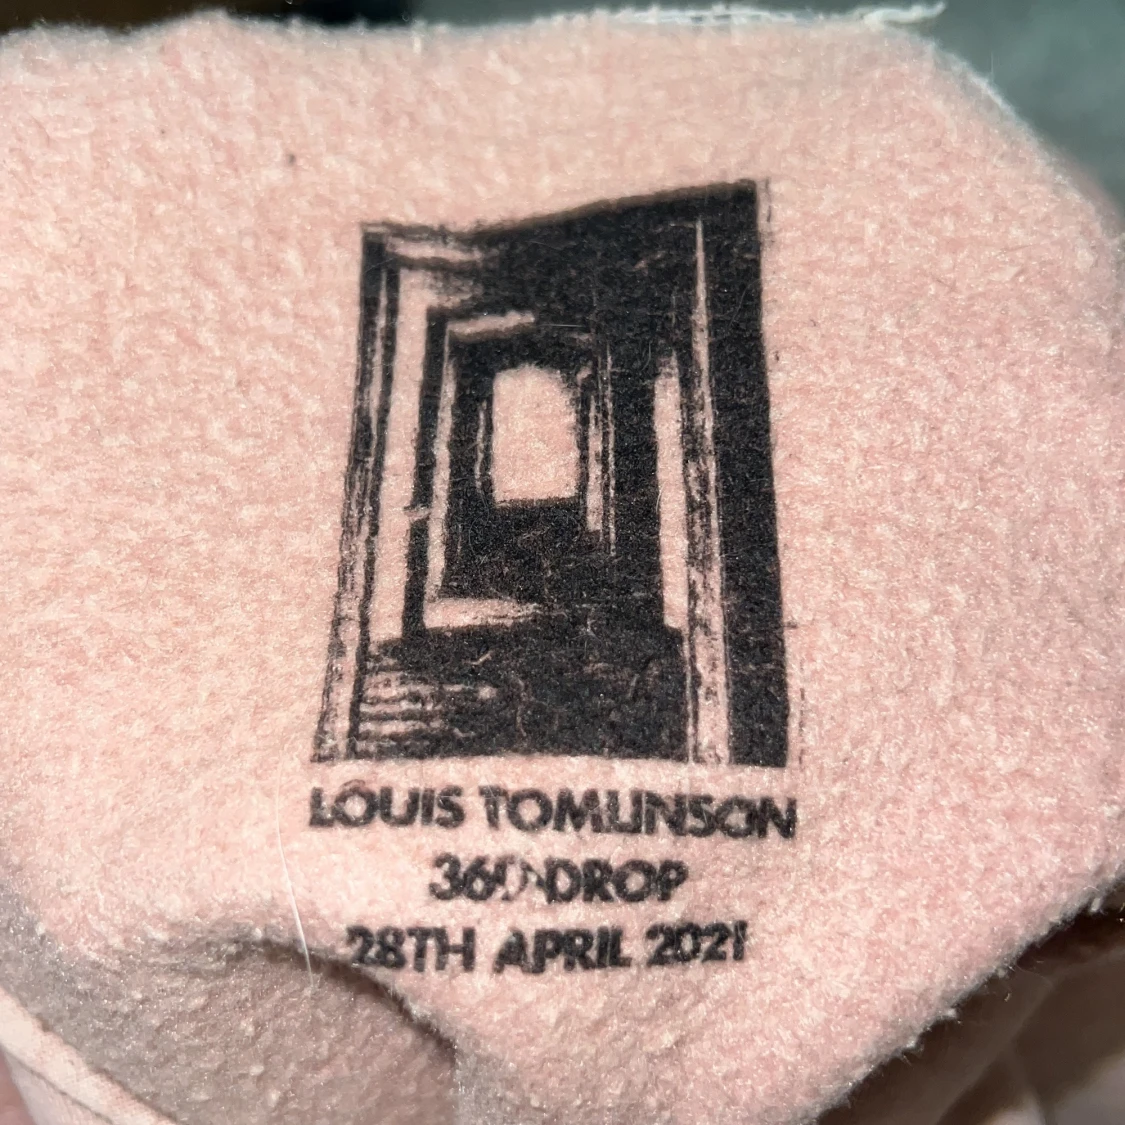 LOUIS TOMLINSON
360 DROP
28TH APRIL 2021